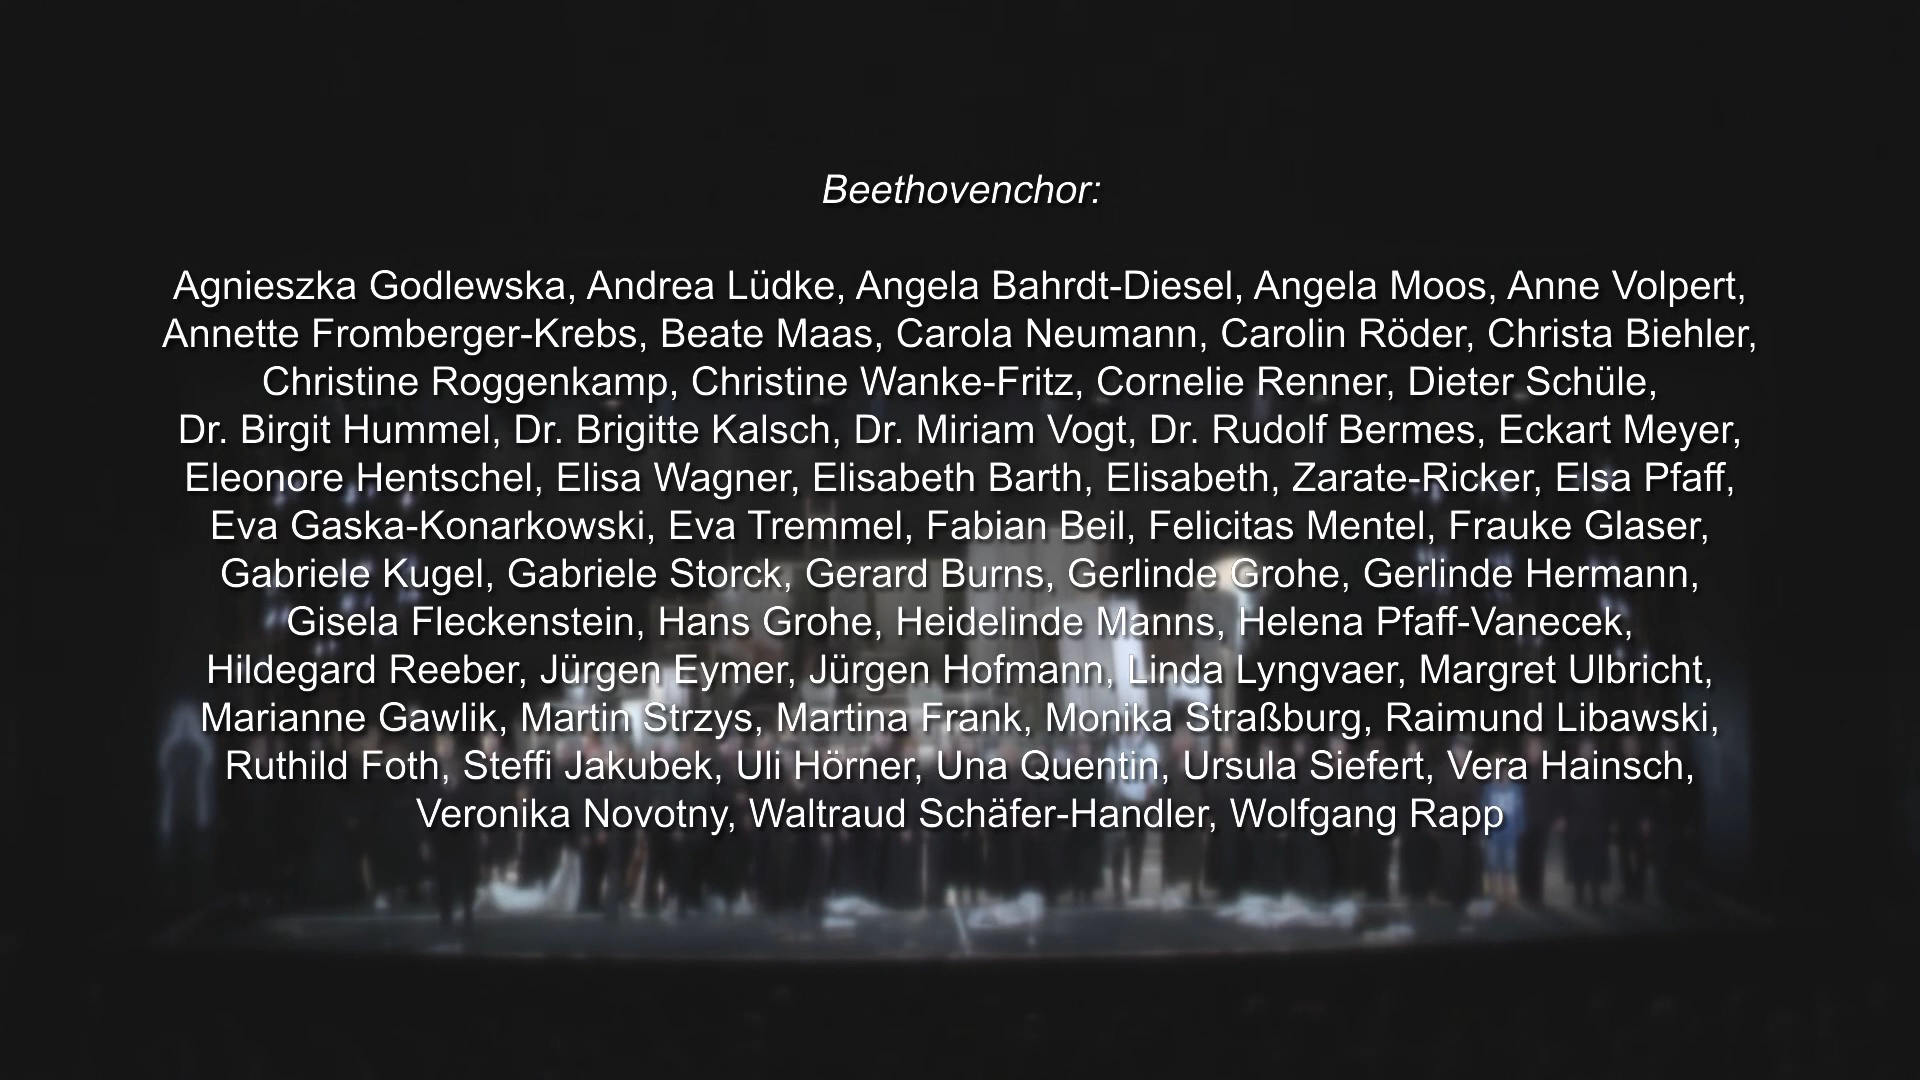 Beethovenchor:
Agnieszka Godlewska, Andrea Lüdke, Angela Bahrdt-Diesel, Angela Moos, Anne Volpert,
Annette Fromberger-Krebs, Beate Maas, Carola Neumann, Carolin Röder, Christa Biehler,
Christine Roggenkamp, Christine Wanke-Fritz, Cornelie Renner, Dieter Schüle,
Dr. Birgit Hummel, Dr. Brigitte Kalsch, Dr. Miriam Vogt, Dr. Rudolf Bermes, Eckart Meyer,
Eleonore Hentschel, Elisa Wagner, Elisabeth Barth, Elisabeth, Zarate-Ricker, Elsa Pfaff,
Eva Gaska-Konarkowski, Eva Tremmel, Fabian Beil, Felicitas Mentel, Frauke Glaser,
Gabriele Kugel, Gabriele Storck, Gerard Burns, Gerlinde Grohe, Gerlinde Hermann,
Gisela Fleckenstein, Hans Grohe, Heidelinde Manns, Helena Pfaff-Vanecek,
Hildegard Reeber, Jürgen Eymer, Jürgen Hofmann, Linda Lyngvaer, Margret Ulbricht,
Marianne Gawlik, Martin Strzys, Martina Frank, Monika Straßburg, Raimund Libawski,
Ruthild Foth, Steffi Jakubek, Uli Hörner, Una Quentin, Ursula Siefert, Vera Hainsch,
Veronika Novotny, Waltraud Schäfer-Handler, Wolfgang Rapp